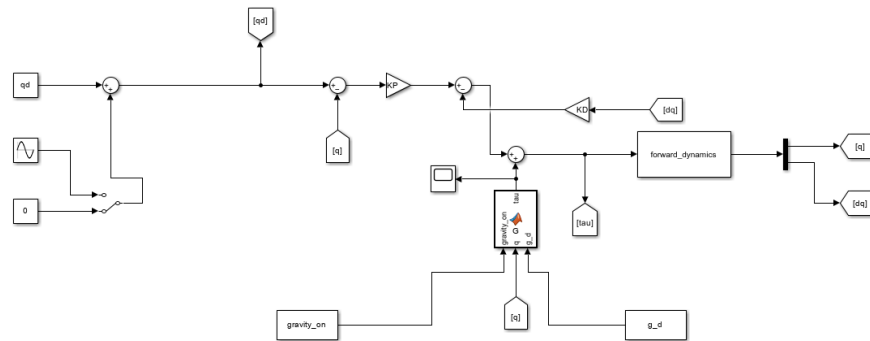 [qd]
qd
KP
KD
[dq]
[q]
0
forward_dynamics
[q]
[dq]
tau
G
gravity_on
q
g_d
[tau]
gravity_on
[q]
g_d